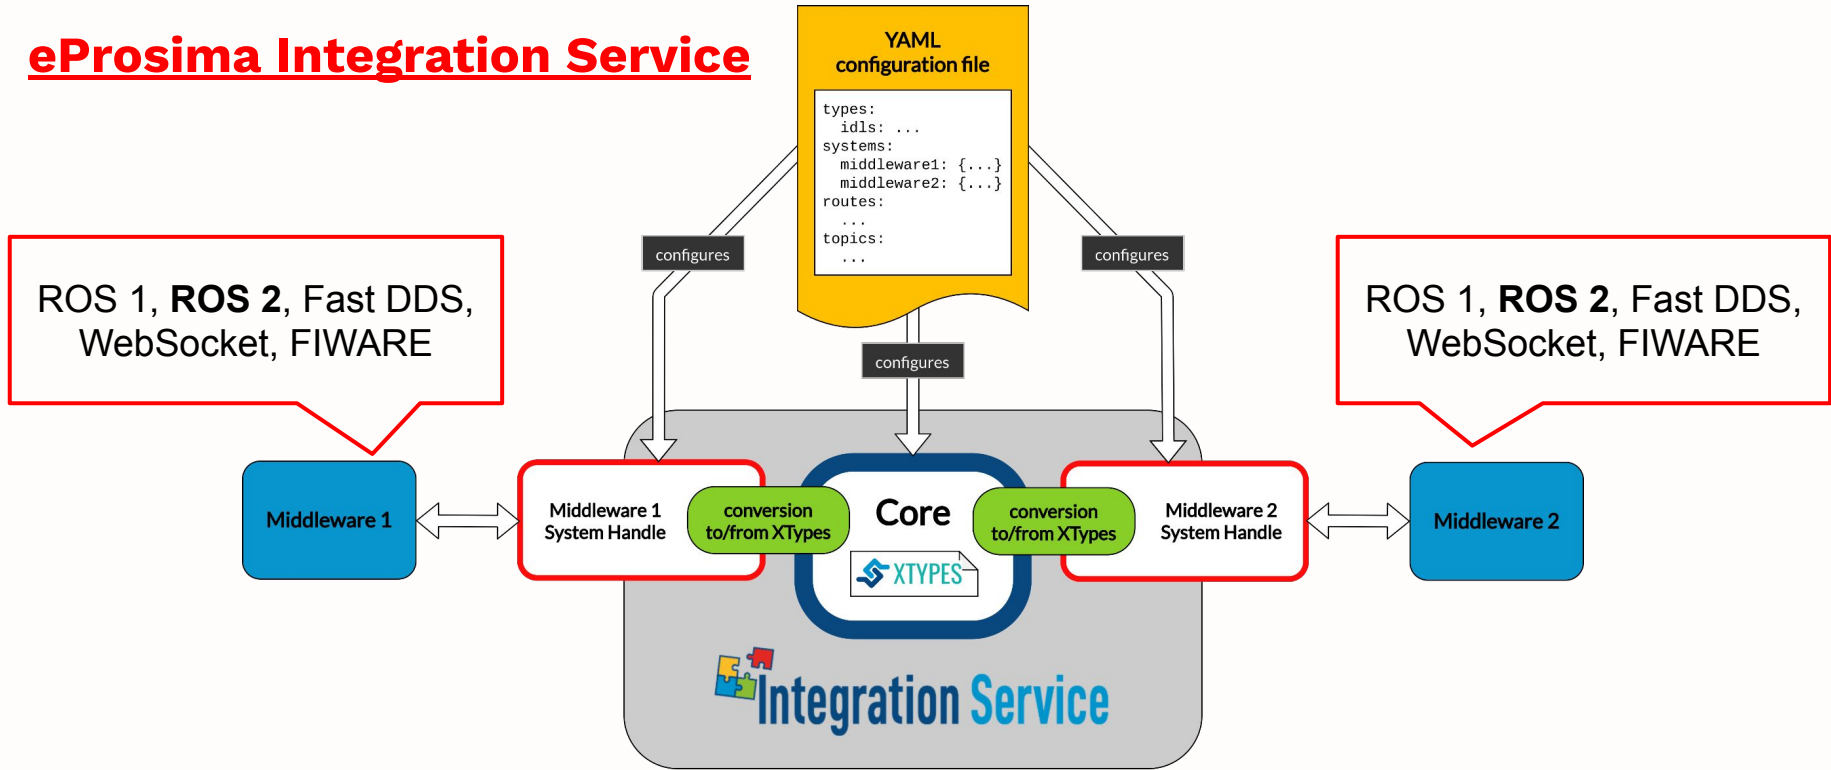 eProsima Integration Service
YAML
configuration file
types:
  idls: ...
systems:
  middleware1: {...}
  middleware2: {...}
routes:
  ...
topics:
  ...
configures
configures
configures
ROS 1, ROS 2, Fast DDS,
WebSocket, FIWARE
ROS 1, ROS 2, Fast DDS,
WebSocket, FIWARE
Middleware 1
Middleware 1
System Handle
conversion
to/from XTypes
Core
XTYPES
conversion
to/from XTypes
Middleware 2
System Handle
Middleware 2
Integration Service